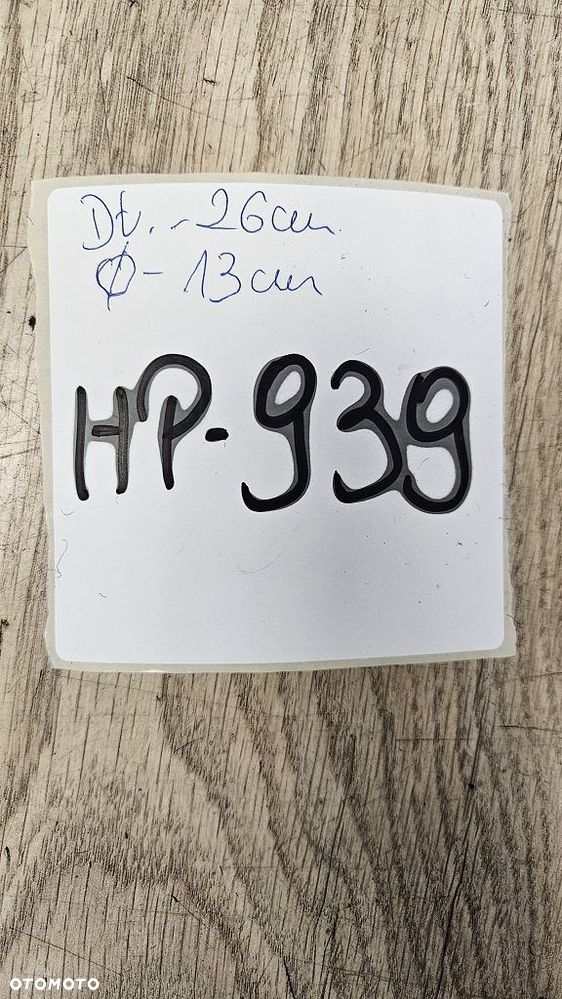 Dł. - 26cm
Ø - 13cm
HP-939
OTOMOTO